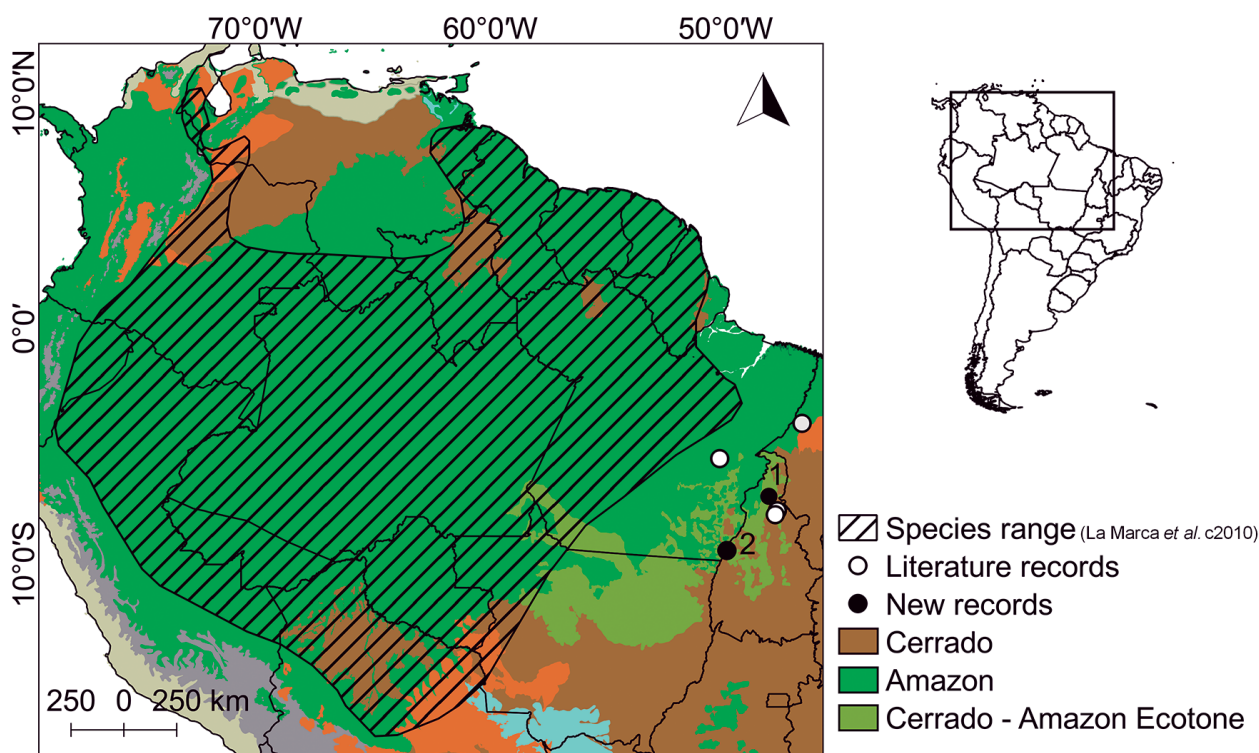 70°0'W 60°0'W 50°0'W
10°0'N
0°0'
10°0'S
1
2
250 0 250 km
Species range (La Marca et al. c2010)
Literature records
New records
Cerrado
Amazon
Cerrado - Amazon Ecotone